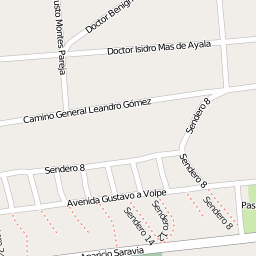 usto Montes Pareja
Doctor Benign
Doctor Isidro Mas de Ayala
Camino General Leandro Gómez
Sendero 8
Sendero 8
Sendero 8
Avenida Gustavo a Volpe
Sendero 14
Sendero 12
Sendero 8
Pas
Aparicio Saravia